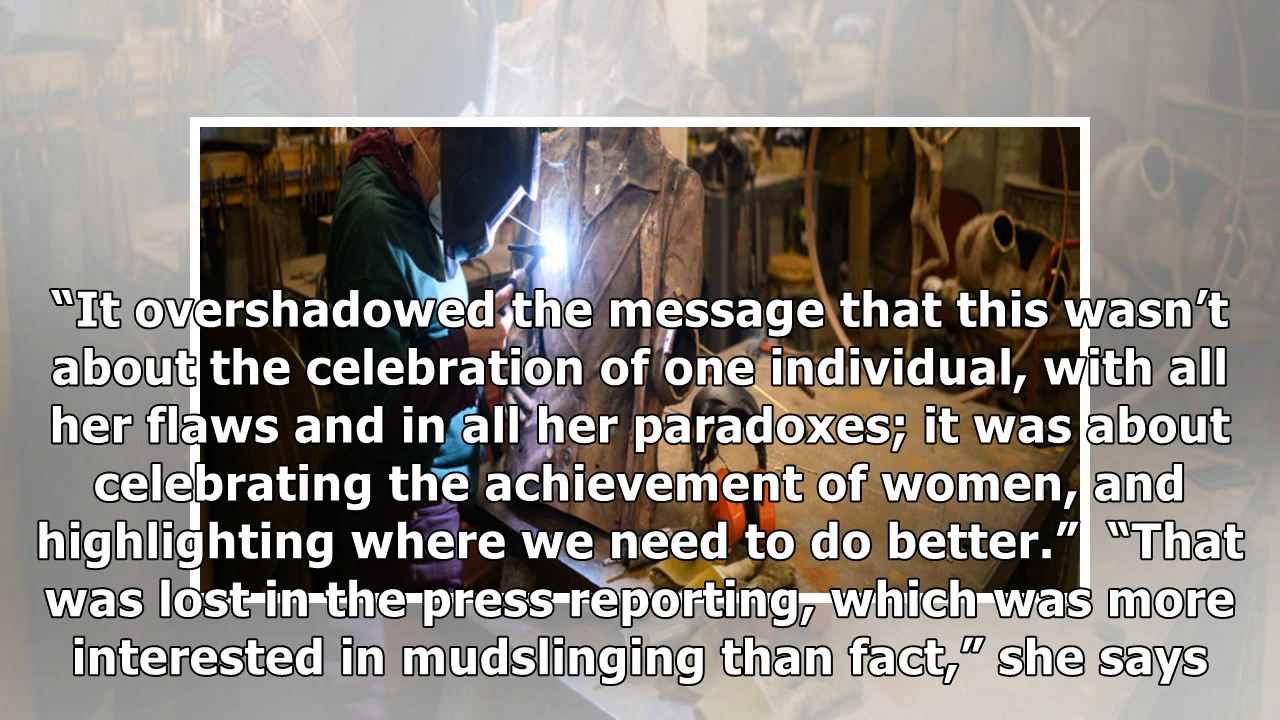 “It overshadowed the message that this wasn’t
about the celebration of one individual, with all
her flaws and in all her paradoxes; it was about
celebrating the achievement of women, and
highlighting where we need to do better.”  “That
was lost in the press reporting, which was more
interested in mudslinging than fact,” she says